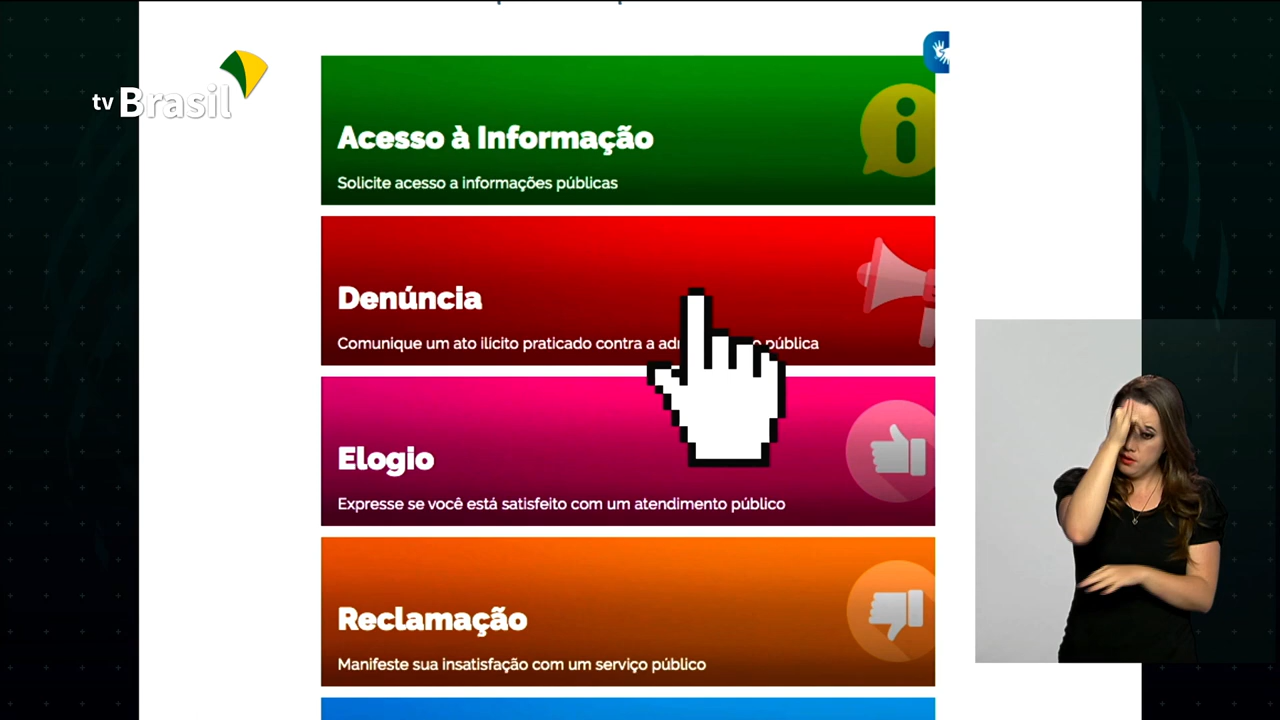 tv Brasil
Acesso à Informação
Solicite acesso a informações públicas
Denúncia
Comunique um ato ilícito praticado contra a pública
Elogio
Expresse se você está satisfeito com um atendimento público
Reclamação
Manifeste sua insatisfação com um serviço público